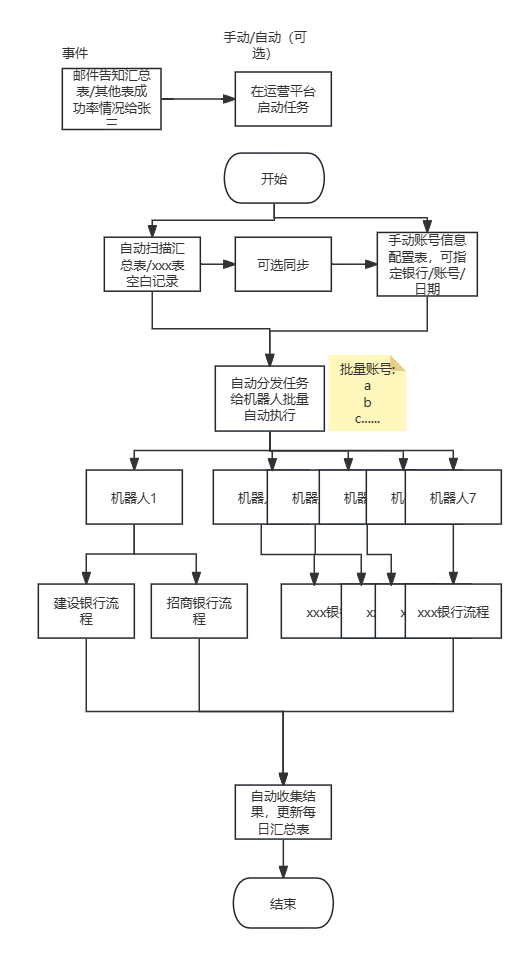 手动/自动（可
选）
事件
邮件告知汇总
表/其他表成
功率情况给张
三
在运营平台
启动任务
开始
自动扫描汇
总表/xxx表
空白记录
可选同步
手动账号信息
配置表，可指
定银行/账号/
日期
自动分发任务
给机器人批量
自动执行
批量账号:
a
b
c......
机器人1
机器
机器
机器
机
机器人7
建设银行流
程
招商银行流
程
xxx银
xxx银行流程
自动收集结
果，更新每
日汇总表
结束